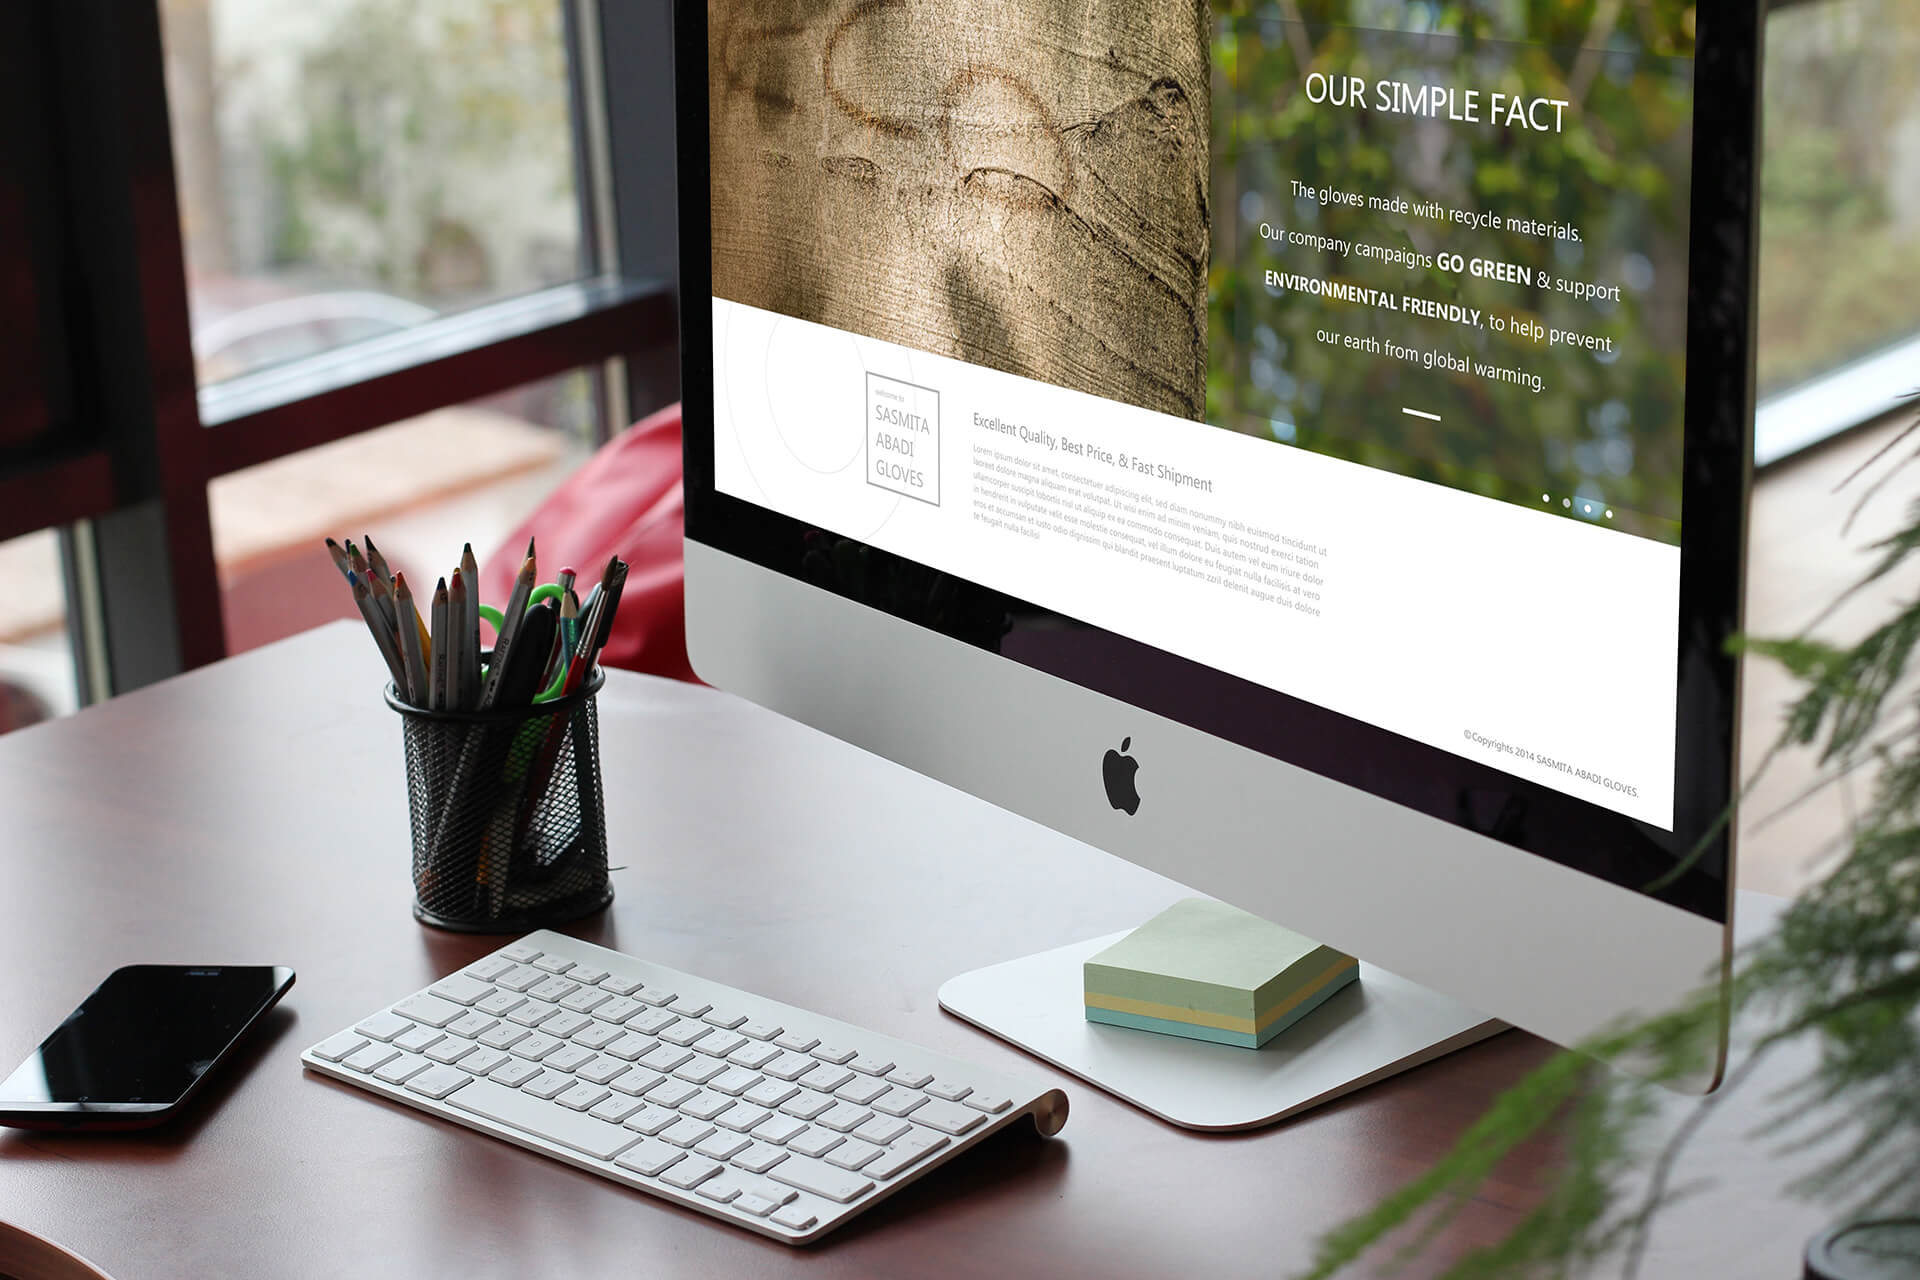 OUR SIMPLE FACT
The gloves made with recycle materials.
Our company campaigns GO GREEN & support
ENVIRONMENTAL FRIENDLY, to help prevent
our earth from global warming.
welcome to
SASMITA
ABADI
GLOVES
Excellent Quality, Best Price, & Fast Shipment
Lorem ipsum dolor sit amet, consectetuer adipiscing elit, sed diam nonummy nibh euismod tincidunt ut
laoreet dolore magna aliquam erat volutpat. Ut wisi enim ad minim veniam, quis nostrud exerci tation
ullamcorper suscipit lobortis nisl ut aliquip ex ea commodo consequat. Duis autem vel eum iriure dolor
in hendrerit in vulputate velit esse molestie consequat, vel illum dolore eu feugiat nulla facilisis at vero
eros et accumsan et iusto odio dignissim qui blandit praesent luptatum zzril delenit augue duis dolore
te feugait nulla facilisi
©Copyrights 2014 SASMITA ABADI GLOVES.